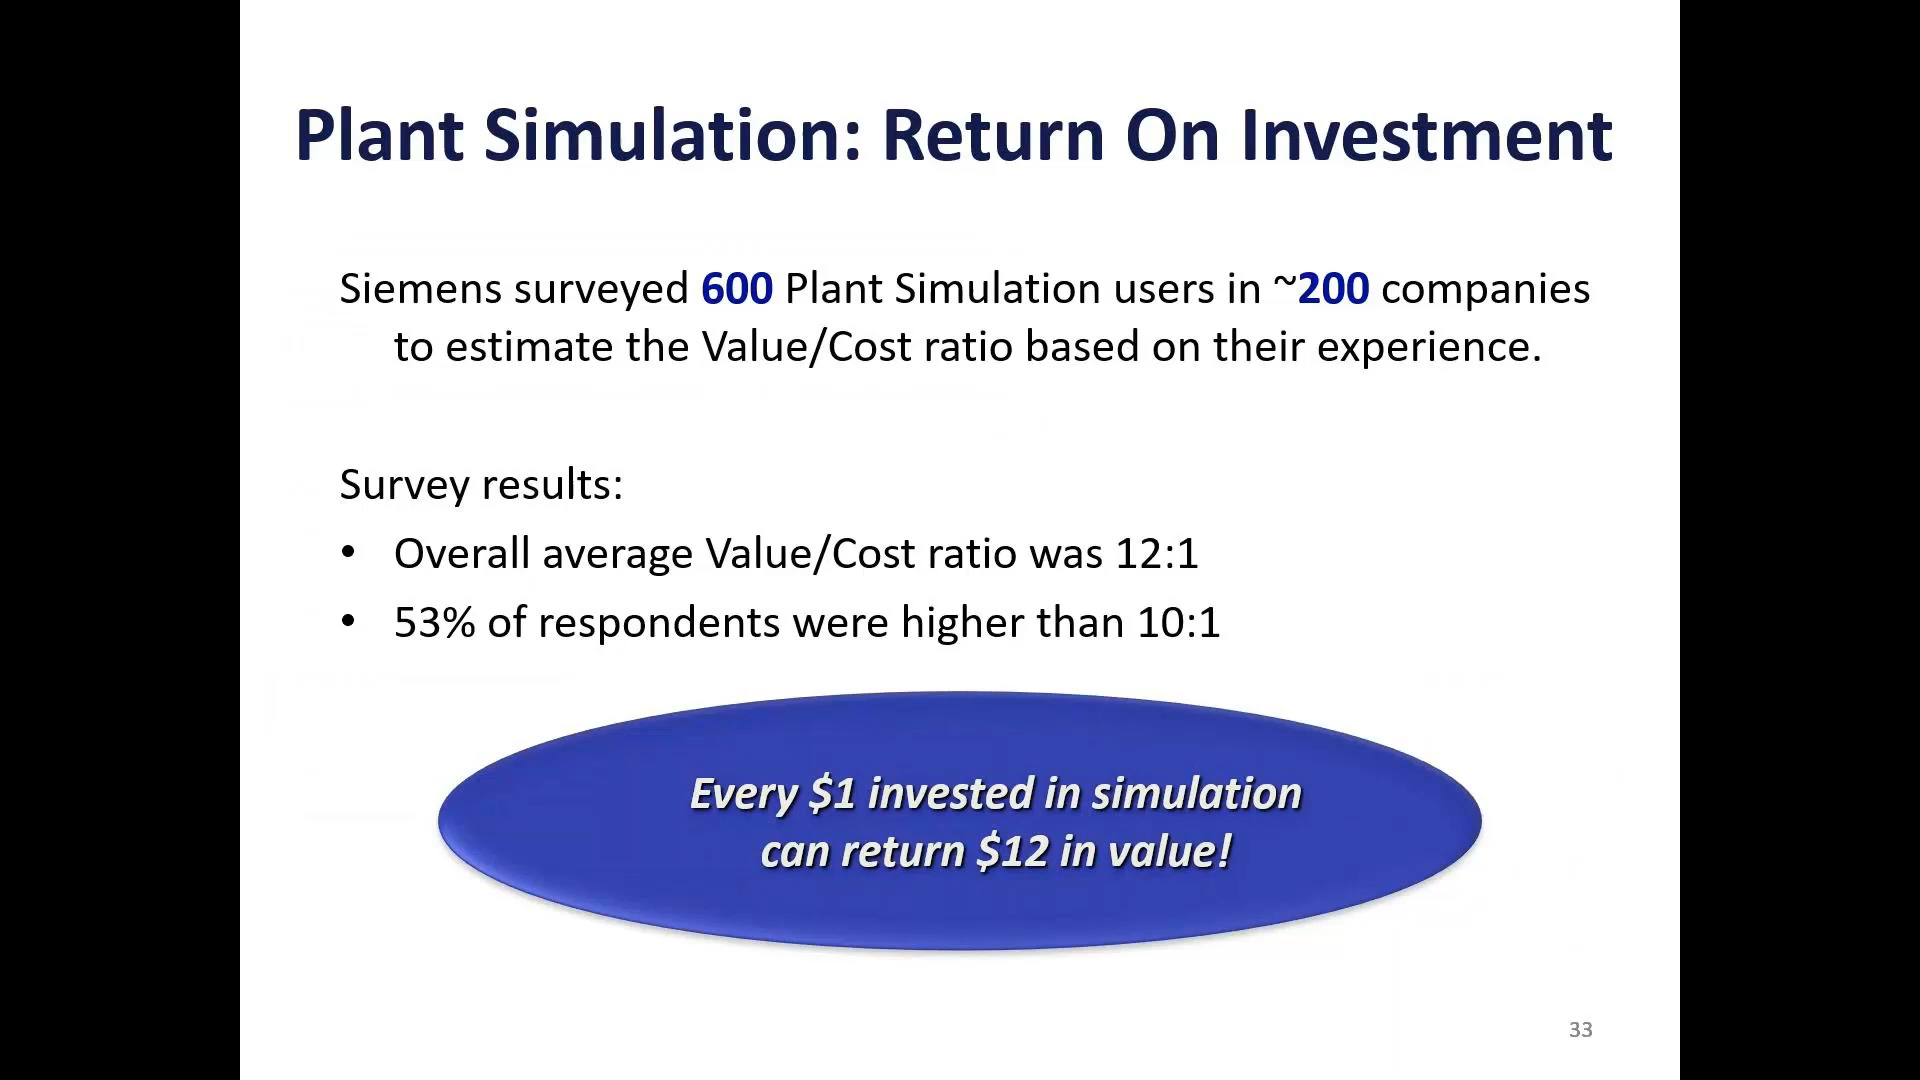 Plant Simulation: Return On Investment
Siemens surveyed 600 Plant Simulation users in ~200 companies
to estimate the Value/Cost ratio based on their experience.
Survey results:
• Overall average Value/Cost ratio was 12:1
• 53% of respondents were higher than 10:1
Every $1 invested in simulation
can return $12 in value!
33